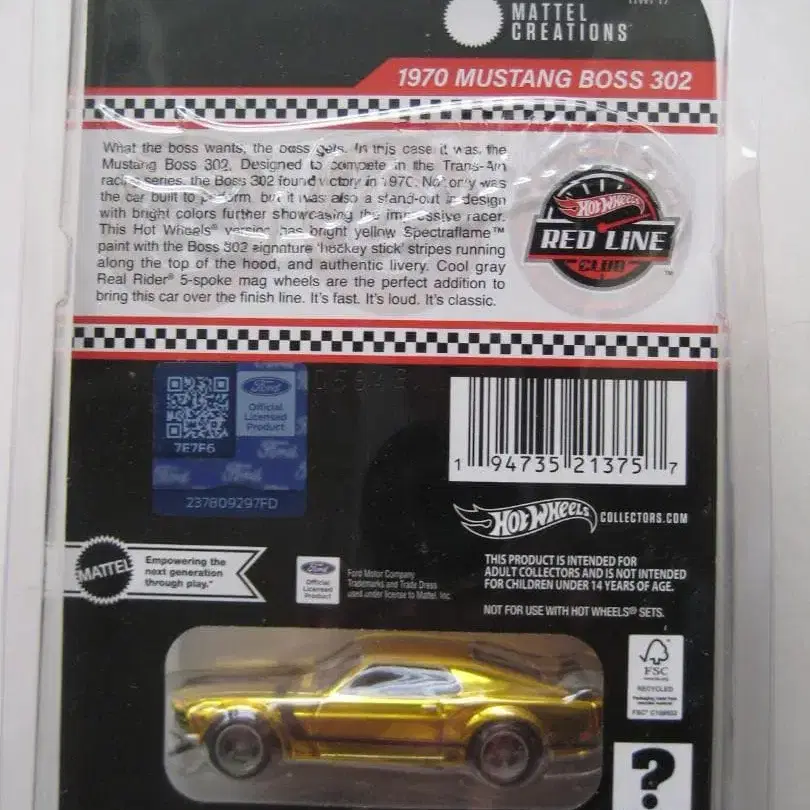 MATTEL
CREATIONS
1970 MUSTANG BOSS 302
What the boss wants, the boss gets. In this case it was the
Mustang Boss 302. Designed to compete in the Trans-Am
racing series, the Boss 302 found victory in 1970. Not only was
the car built to perform, but it was also a stand-out in design
with bright colors further showcasing the impressive racer.
This Hot Wheels® version has bright yellow Spectraflame™
paint with the Boss 302 signature 'hockey stick' stripes running
along the top of the hood, and authentic livery. Cool gray
Real Rider® 5-spoke mag wheels are the perfect addition to
bring this car over the finish line. It's fast. It's loud. It's classic.
HOT WHEELS
RED LINE
CLUB™
Ford
Official
Licensed
Product
7E7F6
Ford
Ford
237809297FD
1 94735 21375 7
HOT WHEELS COLLECTORS.COM
MATTEL
Empowering the
next generation
through play.™
Ford
Official
Licensed
Product
Ford Motor Company
Trademarks and Trade Dress
used under license to Mattel, Inc.
THIS PRODUCT IS INTENDED FOR
ADULT COLLECTORS AND IS NOT INTENDED
FOR CHILDREN UNDER 14 YEARS OF AGE.
NOT FOR USE WITH HOT WHEELS® SETS.
FSC
RECYCLED
Packaging made from
recycled material
?